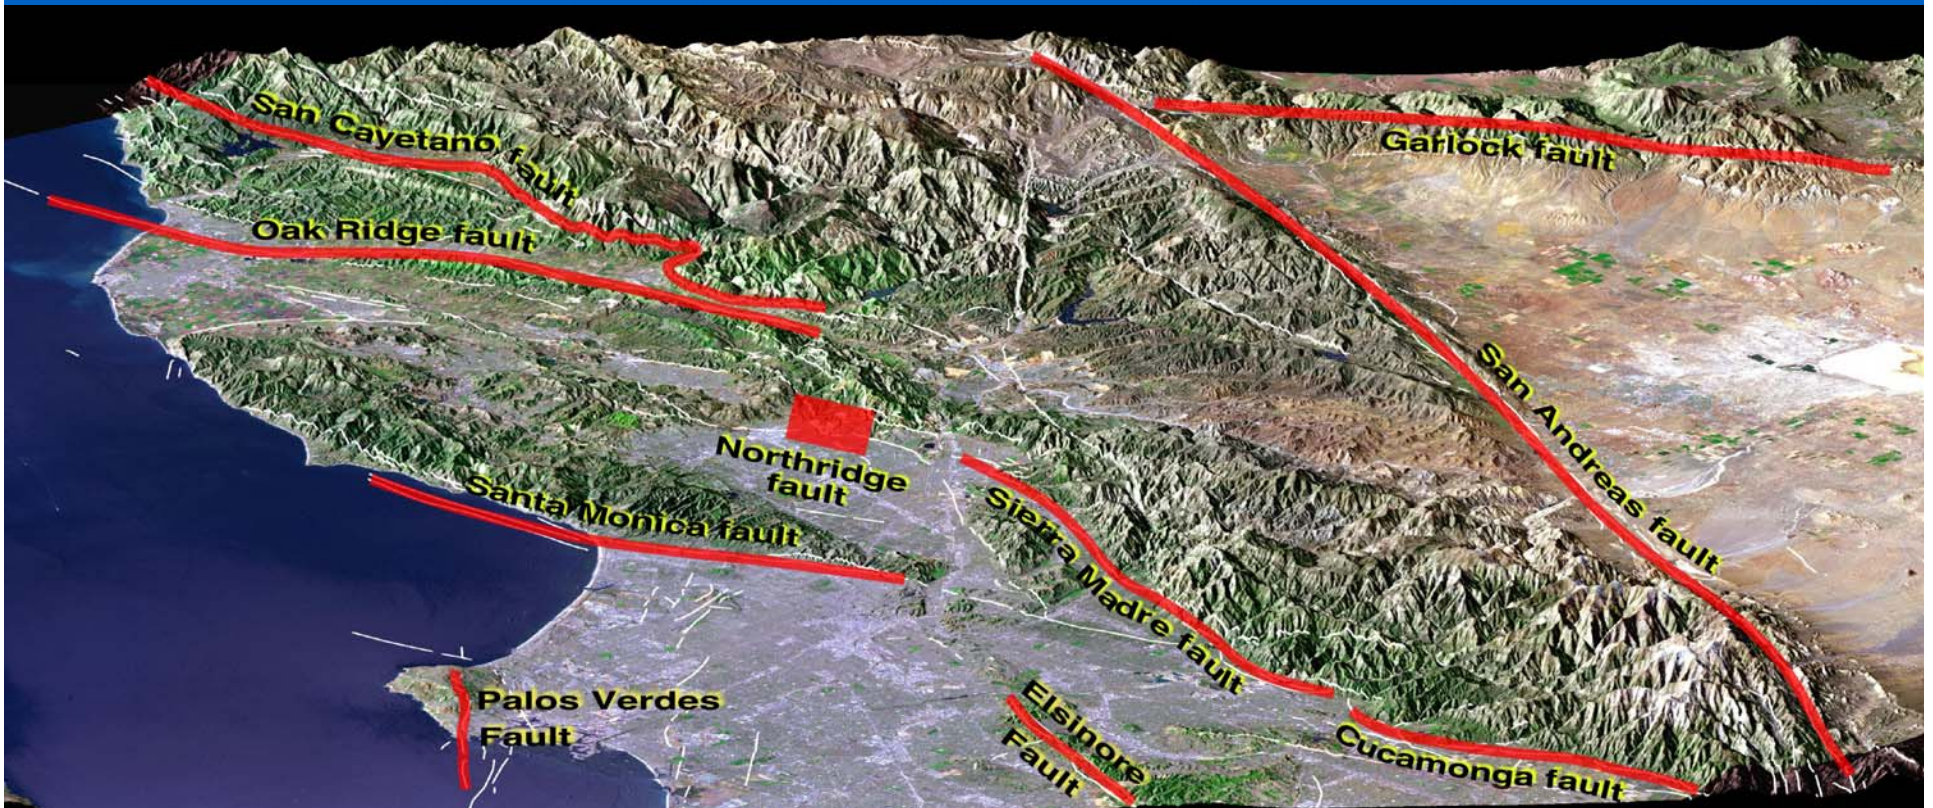 San Cayetano fault
Garlock fault
Oak Ridge fault
San Andreas fault
Northridge
fault
Santa Monica fault
Sierra Madre fault
Palos Verdes
Fault
Elsinore
Fault
Cucamonga fault